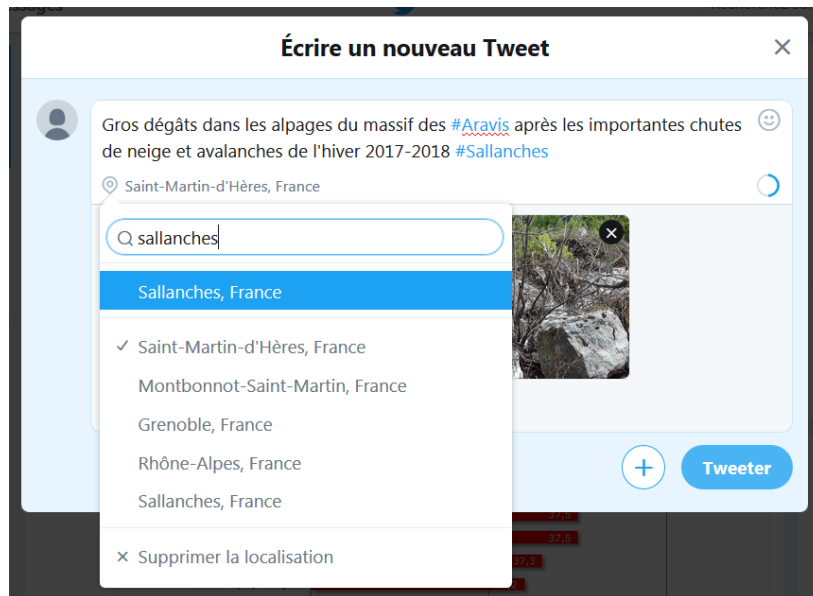 Écrire un nouveau Tweet
Gros dégâts dans les alpages du massif des #Aravis après les importantes chutes
de neige et avalanches de l'hiver 2017-2018 #Sallanches
Saint-Martin-d'Hères, France
sallanches
Sallanches, France
Saint-Martin-d'Hères, France
Montbonnot-Saint-Martin, France
Grenoble, France
Rhône-Alpes, France
Sallanches, France
Supprimer la localisation
Tweeter
37,5
37,5
37,3